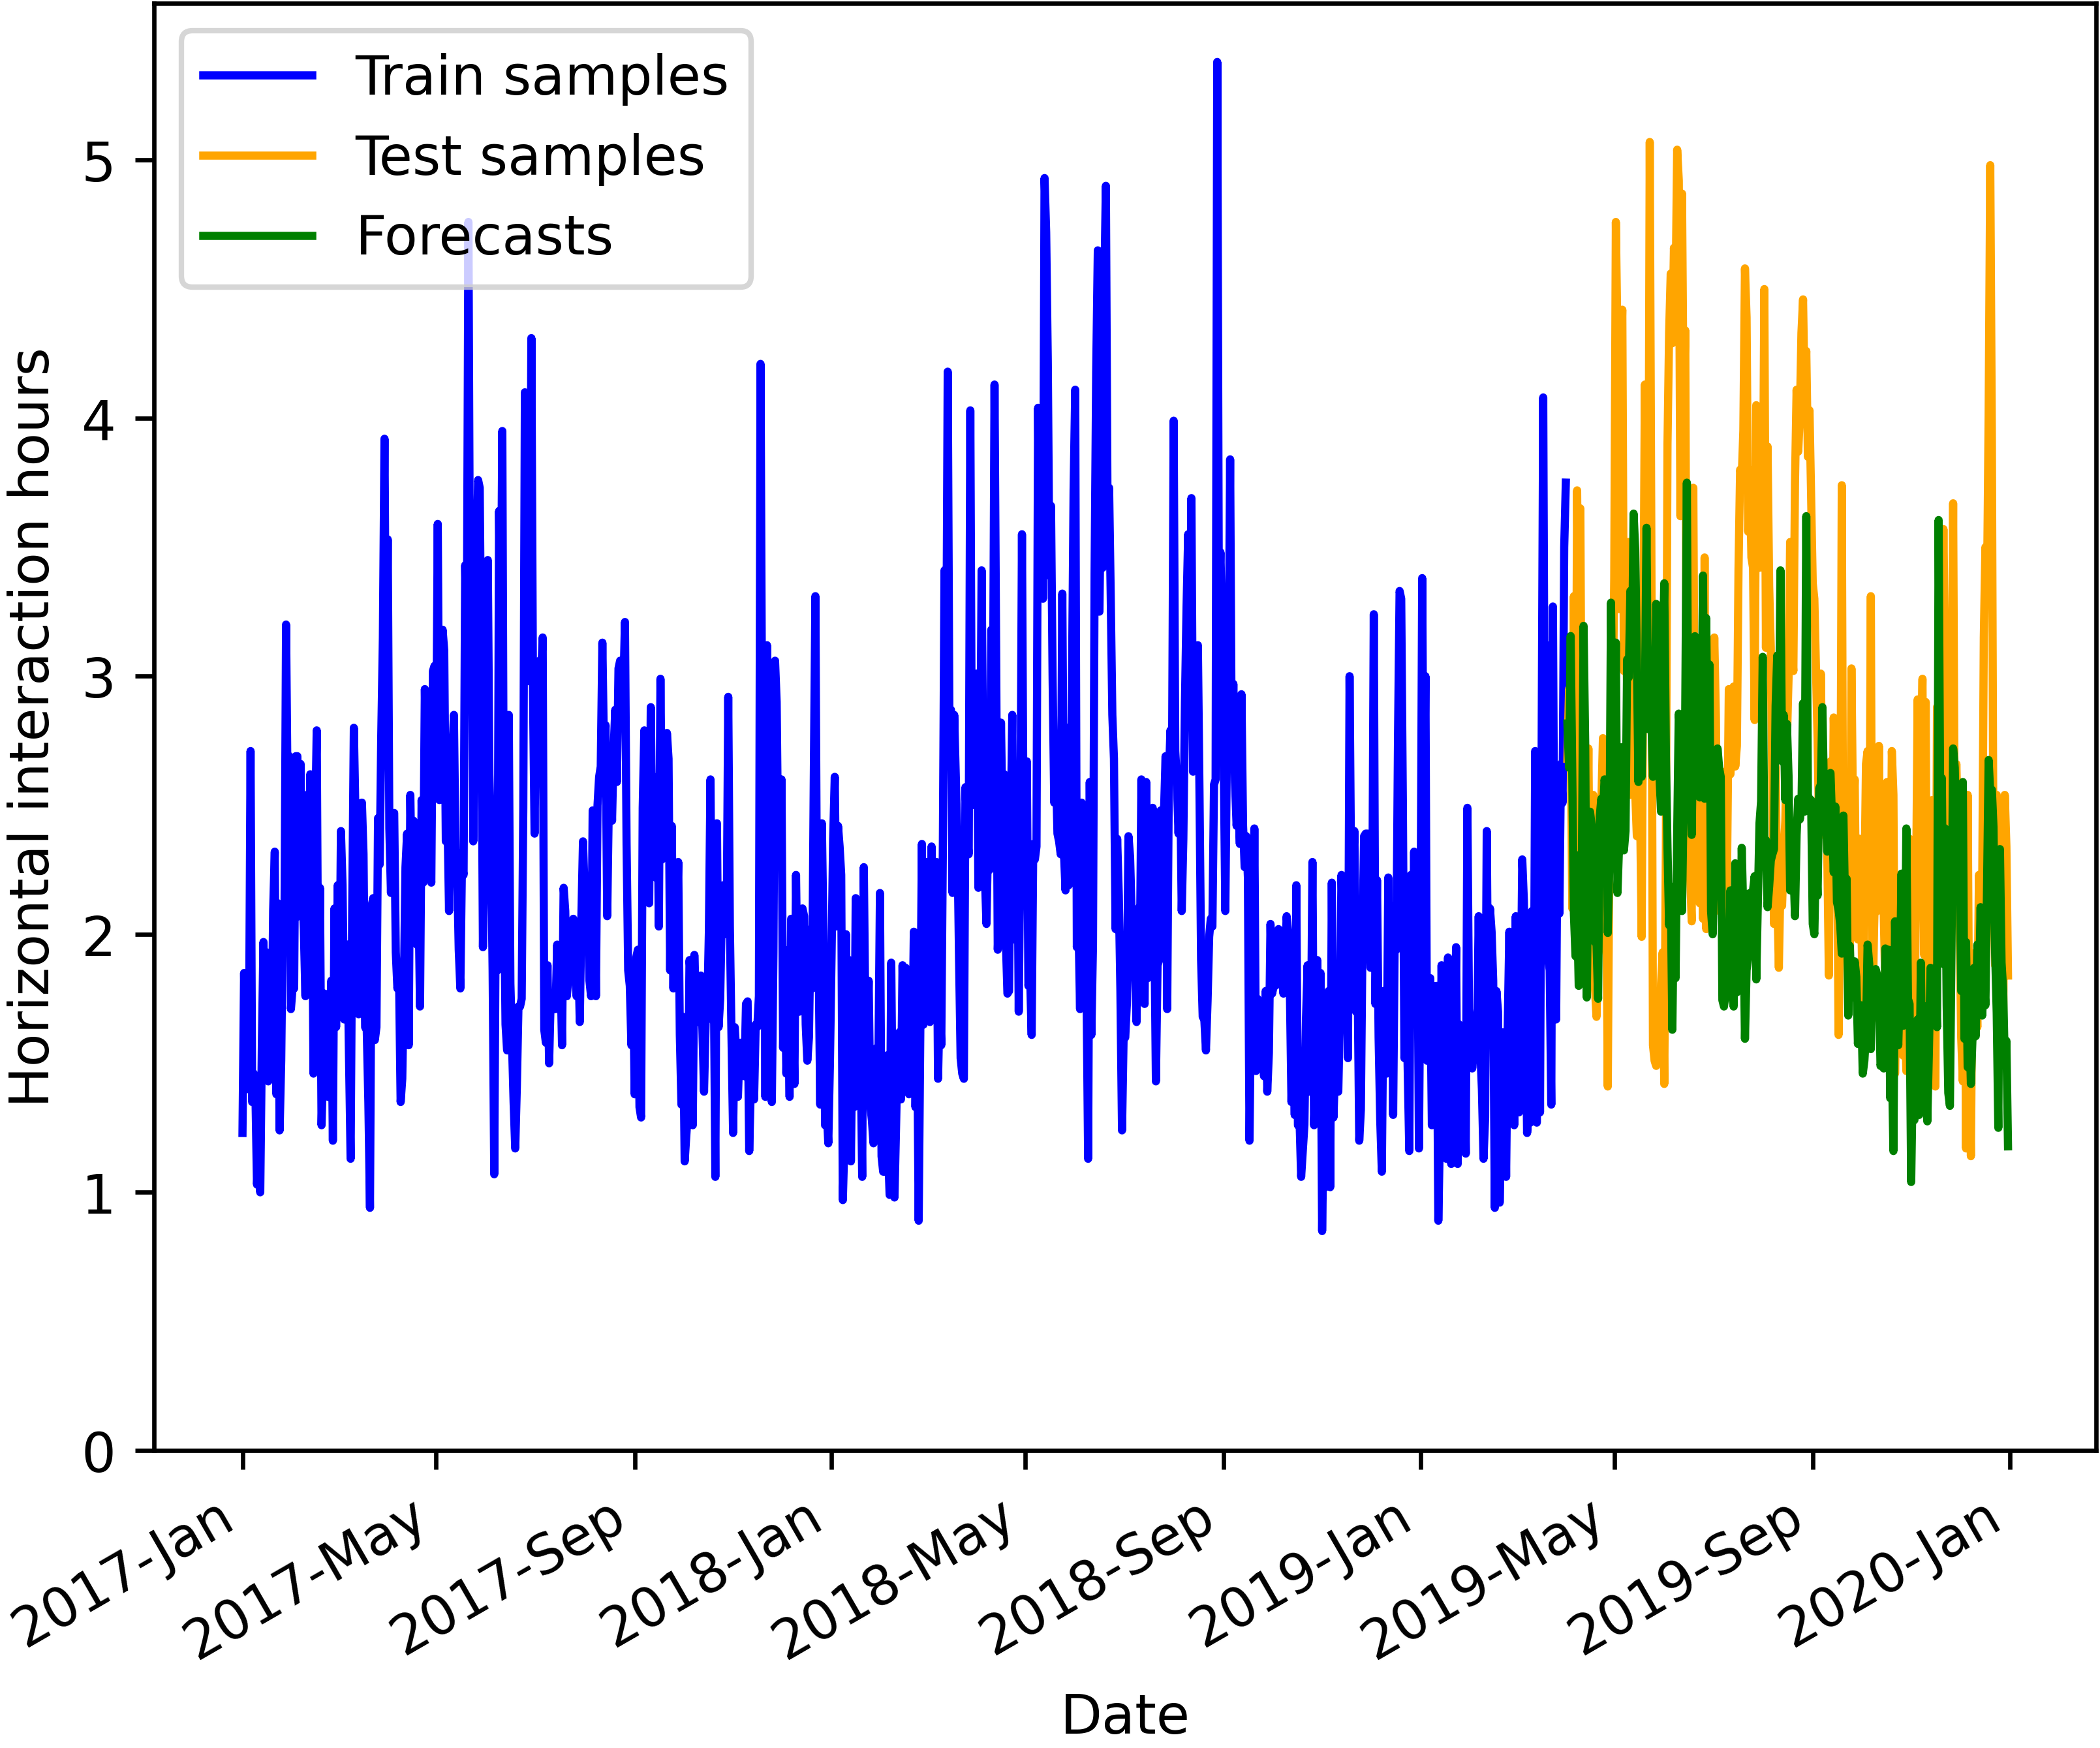 Train samples
Test samples
Forecasts
Horizontal interaction hours
5
4
3
2
1
0
2017-Jan
2017-May
2017-Sep
2018-Jan
2018-May
2018-Sep
2019-Jan
2019-May
2019-Sep
2020-Jan
Date